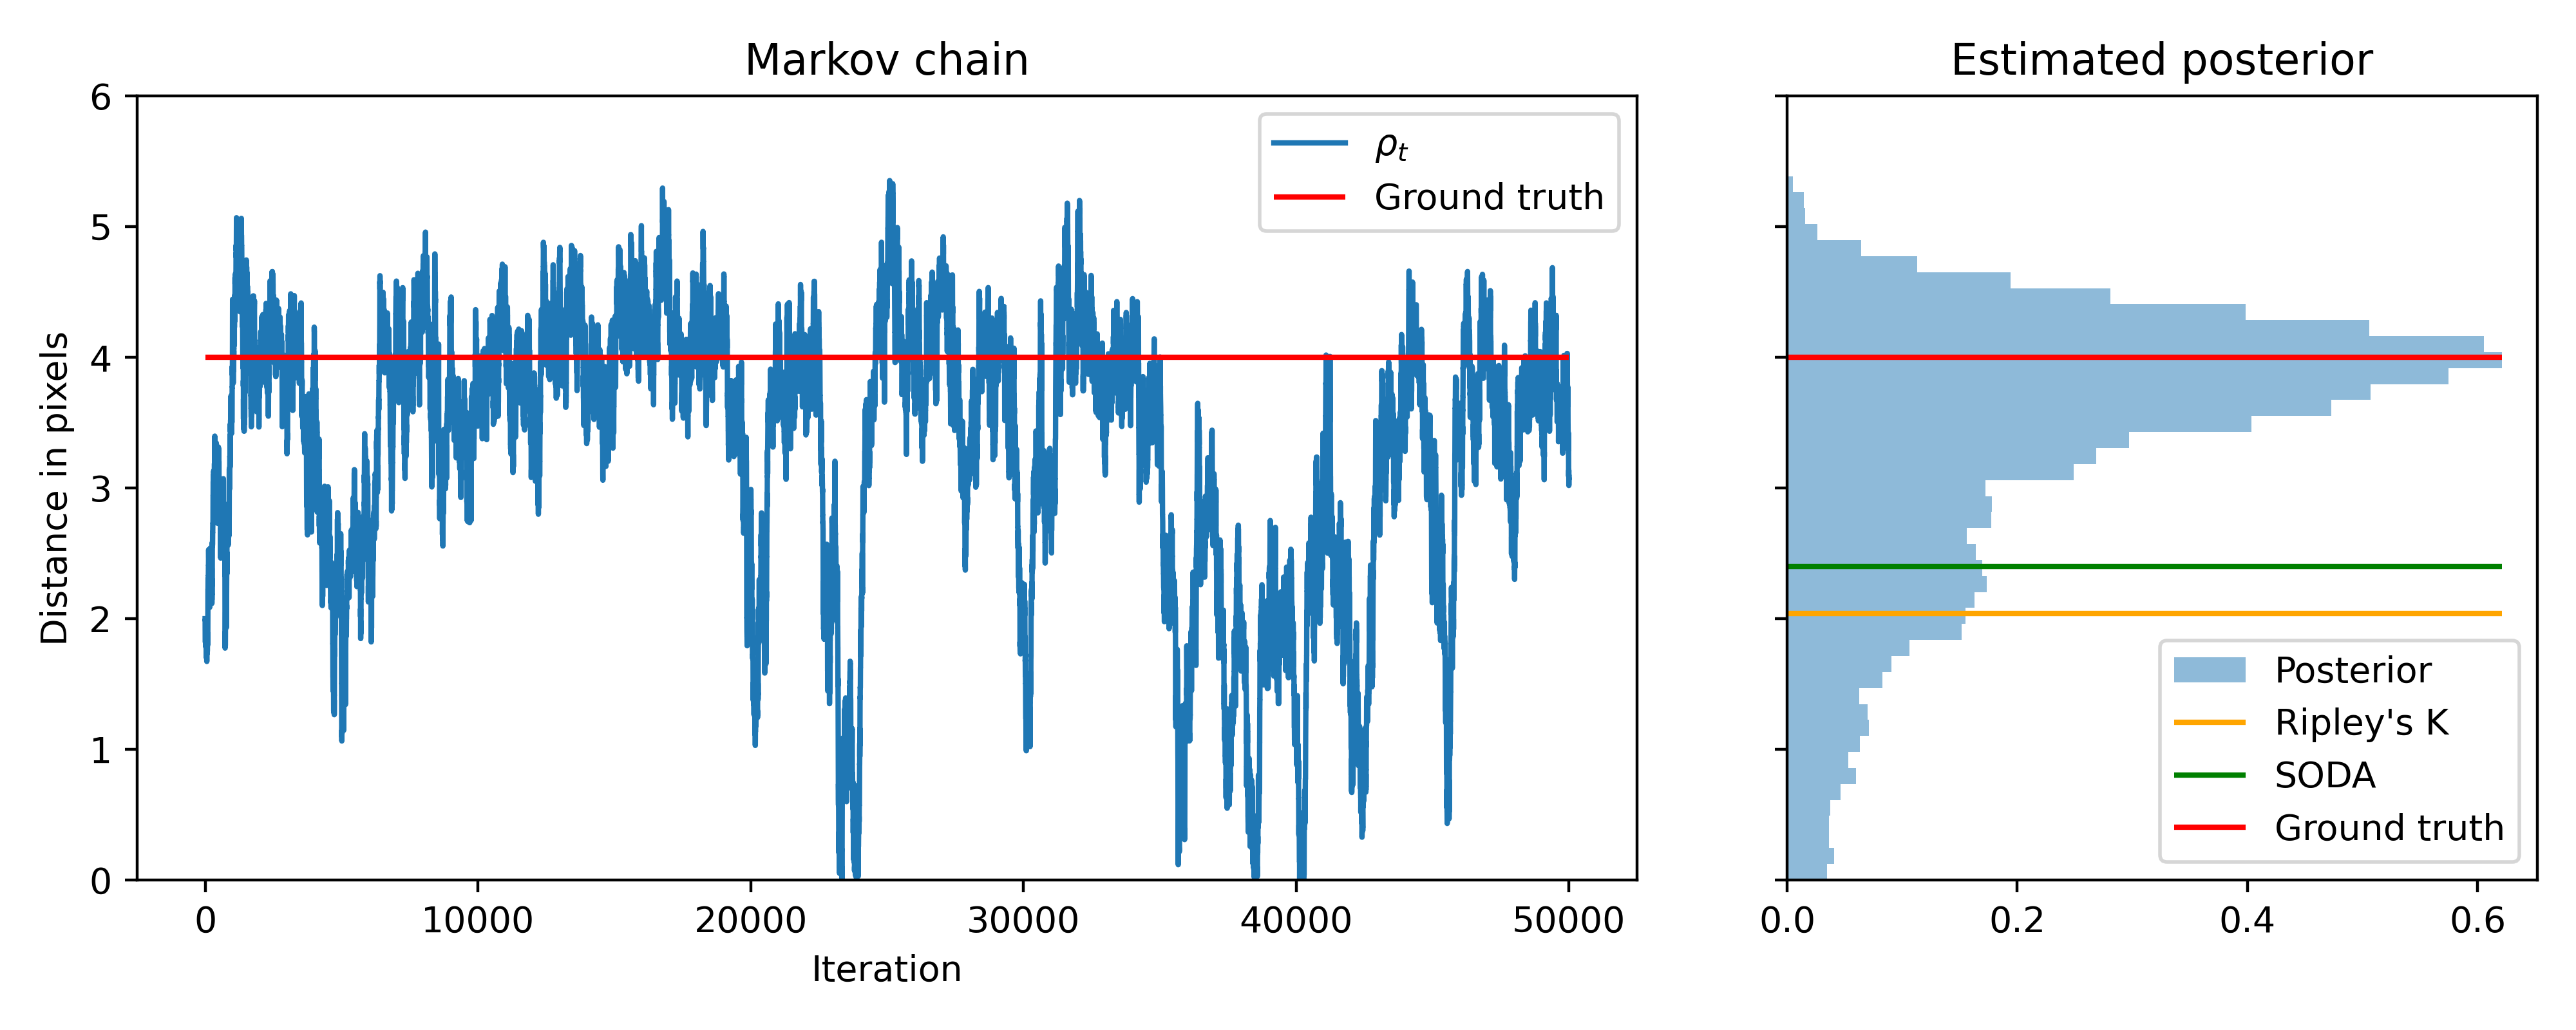 Markov chain
Estimated posterior
6
5
4
3
2
1
0
Distance in pixels
ρt
Ground truth
0
10000
20000
30000
40000
50000
Iteration
Posterior
Ripley's K
SODA
Ground truth
0.0
0.2
0.4
0.6